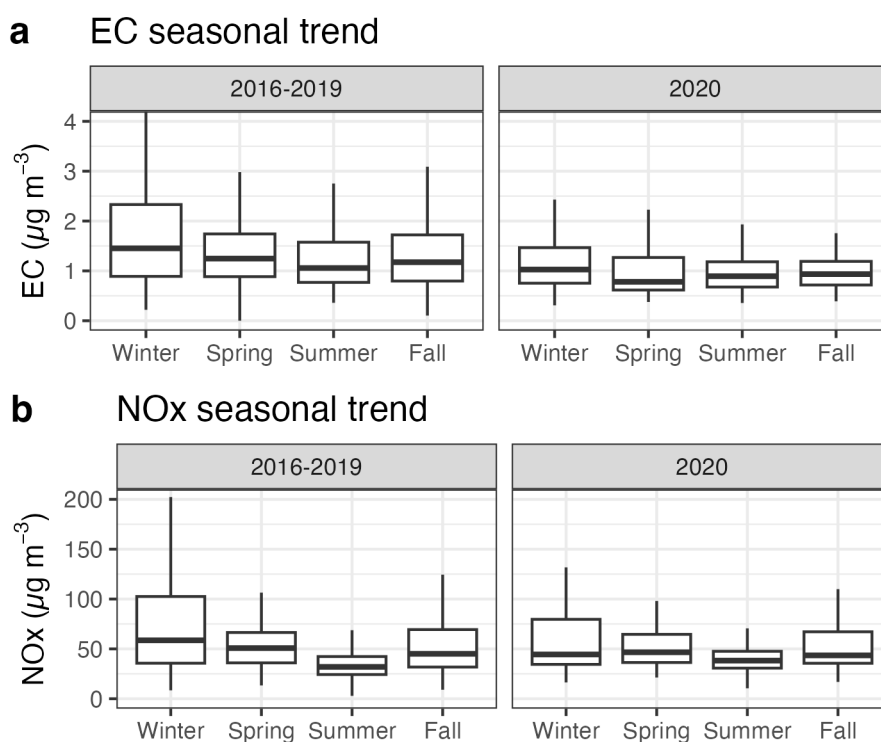 a EC seasonal trend
2016-2019 2020
EC (µg m⁻³)
4
3
2
1
0
Winter Spring Summer Fall Winter Spring Summer Fall
b NOx seasonal trend
2016-2019 2020
NOx (µg m⁻³)
200
150
100
50
0
Winter Spring Summer Fall Winter Spring Summer Fall